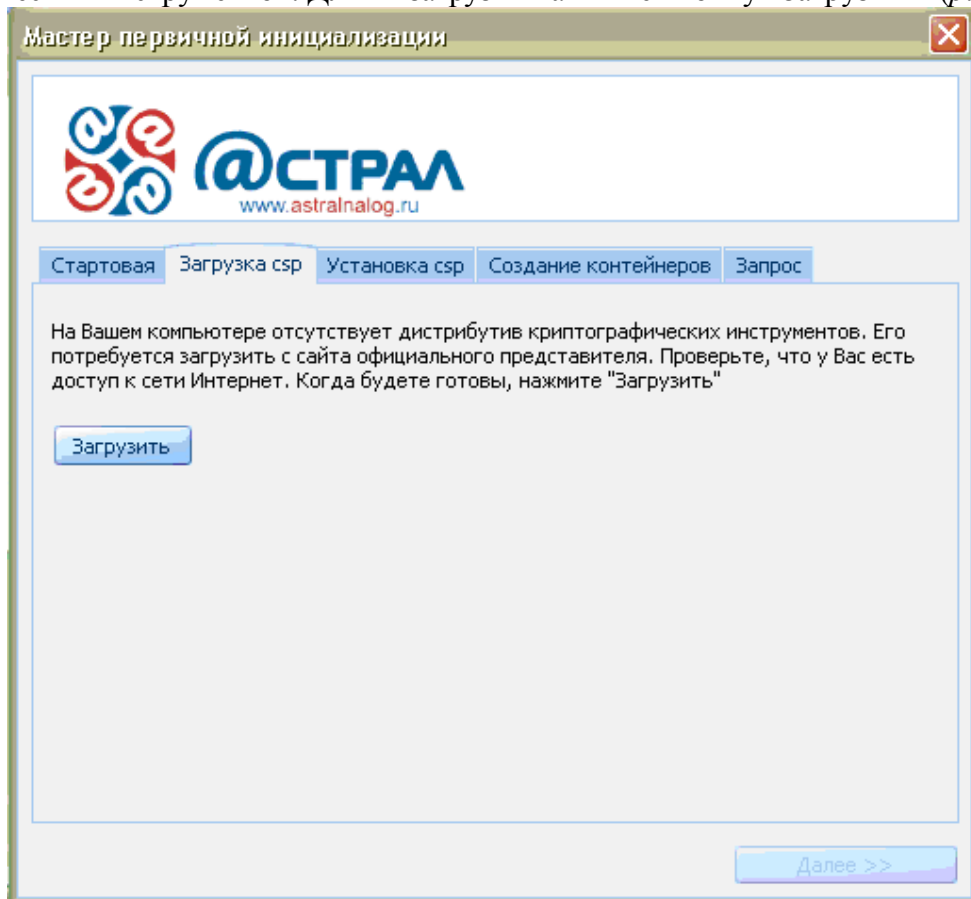 Мастер первичной инициализации
@СТРАЛ
www.astralnalog.ru
Стартовая Загрузка csp Установка csp Создание контейнеров Запрос
На Вашем компьютере отсутствует дистрибутив криптографических инструментов. Его
потребуется загрузить с сайта официального представителя. Проверьте, что у Вас есть
доступ к сети Интернет. Когда будете готовы, нажмите "Загрузить"
Загрузить
Далее >>